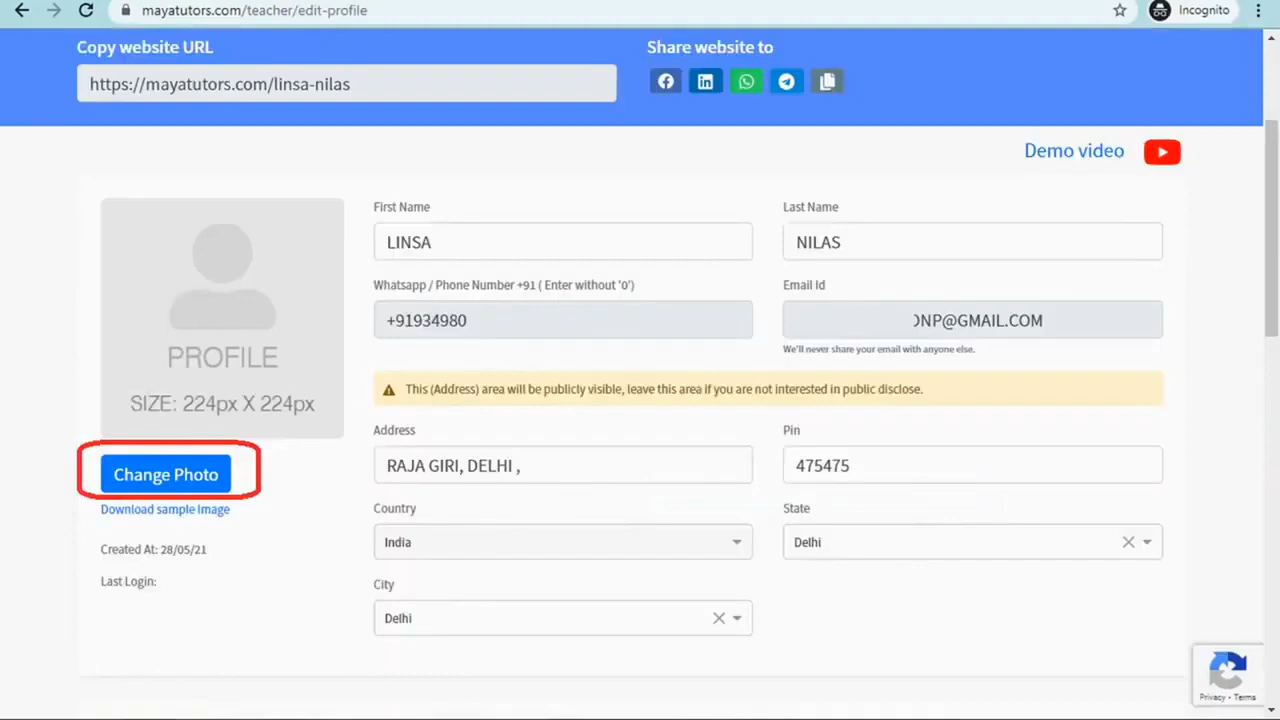 mayatutors.com/teacher/edit-profile
Incognito
Copy website URL
Share website to
https://mayatutors.com/linsa-nilas
Demo video
PROFILE
SIZE: 224px X 224px
Change Photo
Download sample Image
Created At: 28/05/21
Last Login:
First Name
Last Name
LINSA
NILAS
Whatsapp / Phone Number +91 ( Enter without '0')
Email Id
+91934980
NP@GMAIL.COM
We'll never share your email with anyone else.
This (Address) area will be publicly visible, leave this area if you are not interested in public disclose.
Address
Pin
RAJA GIRI, DELHI ,
475475
Country
State
India
Delhi
City
Delhi
Privacy - Terms